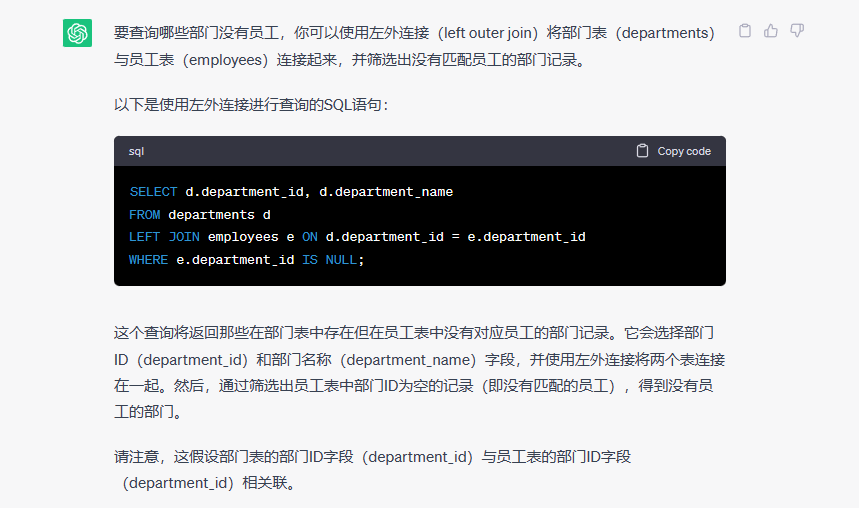 要查询哪些部门没有员工，你可以使用左外连接（left outer join）将部门表（departments）
与员工表（employees）连接起来，并筛选出没有匹配员工的部门记录。
以下是使用左外连接进行查询的SQL语句：
sql
Copy code
SELECT d.department_id, d.department_name
FROM departments d
LEFT JOIN employees e ON d.department_id = e.department_id
WHERE e.department_id IS NULL;
这个查询将返回那些在部门表中存在但在员工表中没有对应员工的部门记录。它会选择部门
ID（department_id）和部门名称（department_name）字段，并使用左外连接将两个表连接
在一起。然后，通过筛选出员工表中部门ID为空的记录（即没有匹配的员工），得到没有员
工的部门。
请注意，这假设部门表的部门ID字段（department_id）与员工表的部门ID字段
（department_id）相关联。